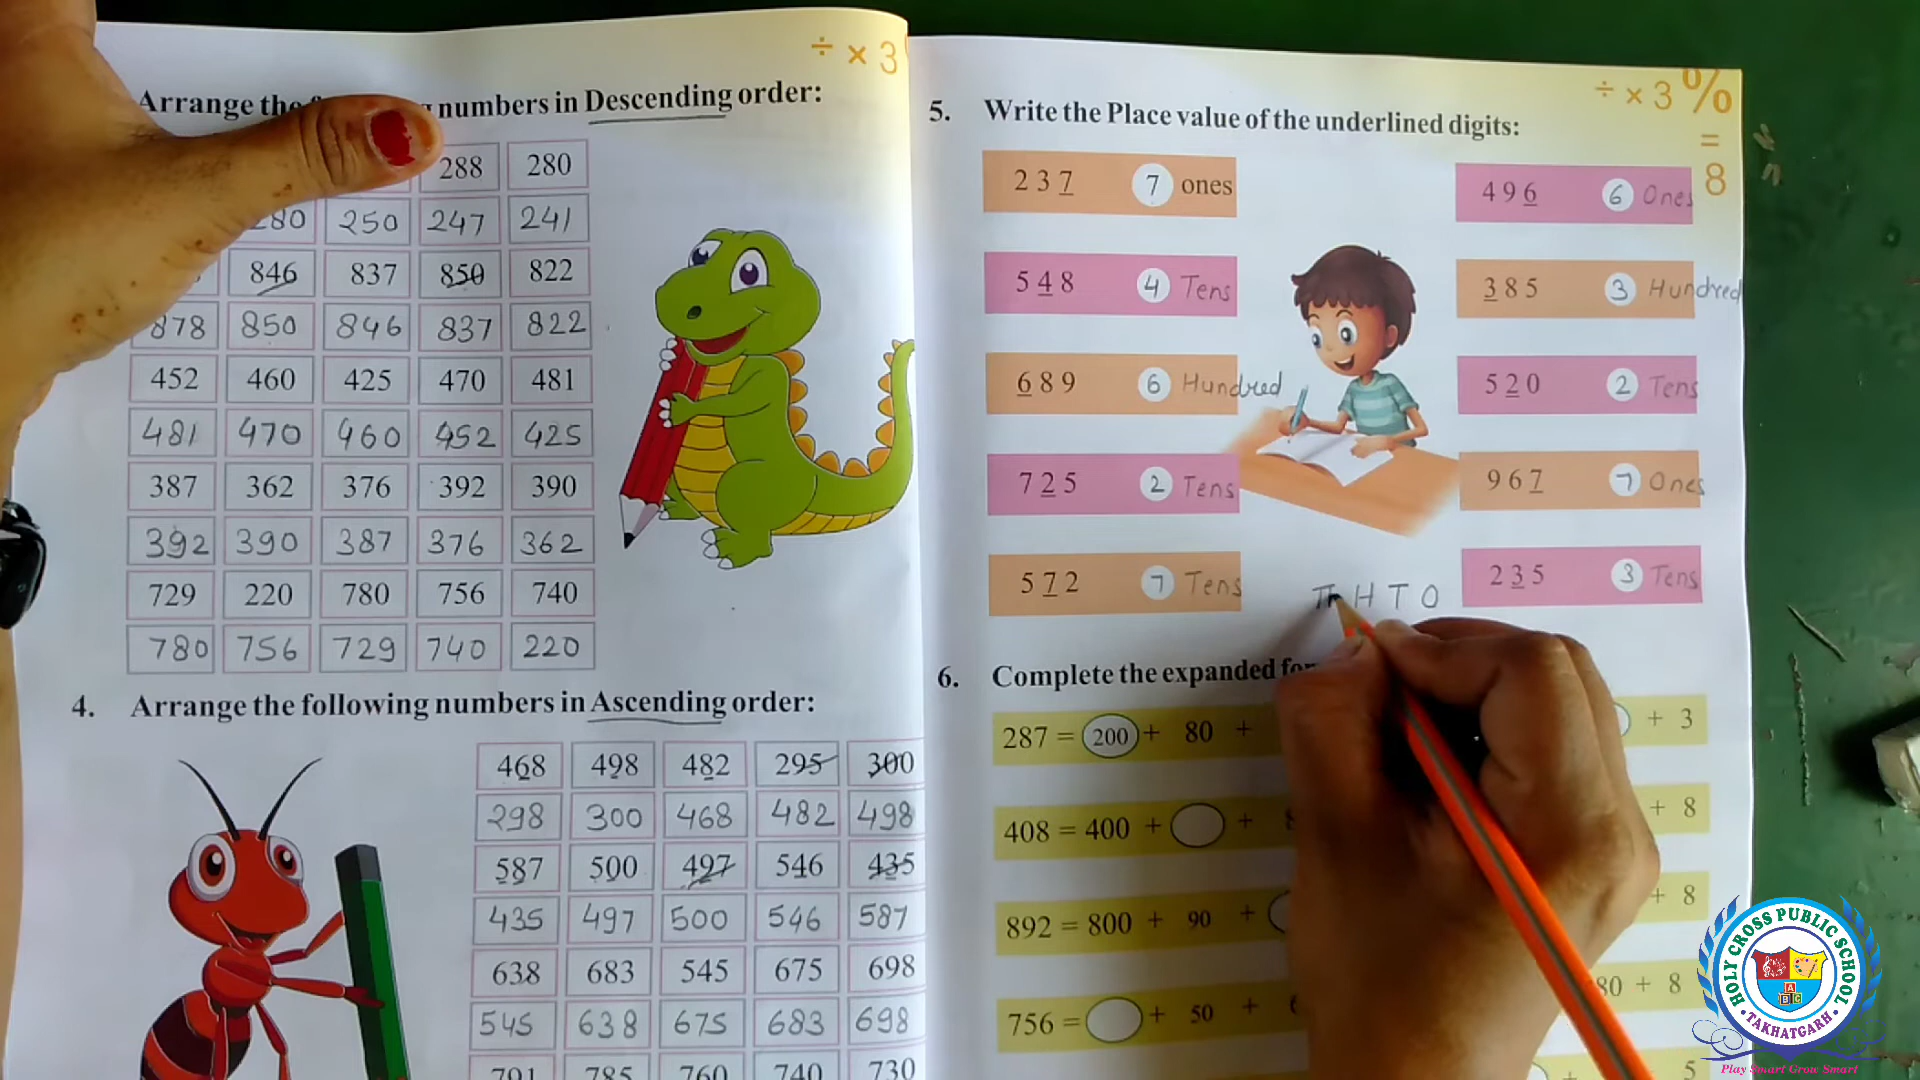 ÷ × 3
Arrange the numbers in Descending order:
288 280
280 250 247 241
846 837 850 822
878 850 846 837 822
452 460 425 470 481
481 470 460 452 425
387 362 376 392 390
392 390 387 376 362
729 220 780 756 740
780 756 729 740 220
4. Arrange the following numbers in Ascending order:
468 498 482 295 300
298 300 468 482 498
587 500 497 546 435
435 497 500 546 587
638 683 545 675 698
545 638 675 683 698
791 785 760 740 730
÷ × 3 %
=
8
5. Write the Place value of the underlined digits:
237 7 ones
496 6 Ones
548 4 Tens
385 3 Hundred
689 6 Hundred
520 2 Tens
725 2 Tens
967 7 Ones
572 7 Tens
235 3 Tens
Th H T O
6. Complete the expanded
287 = 200 + 80 +
+ 3
408 = 400 + +
+ 8
892 = 800 + 90 +
+ 8
756 = + 50 +
80 + 8
+ 5
HOLY CROSS PUBLIC SCHOOL
TAKHATGARH
A
B C
Play Smart Grow Smart